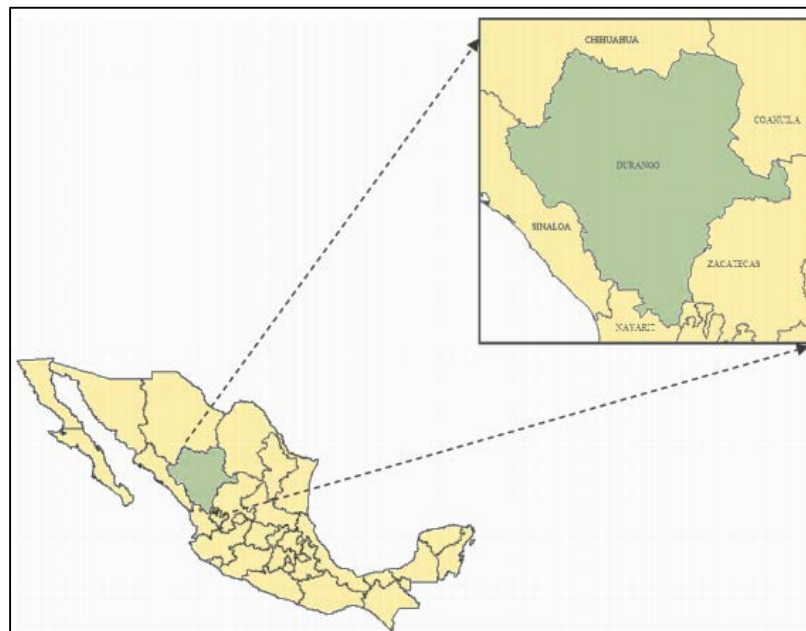 CHIHUAHUA
COAHUILA
DURANGO
SINALOA
ZACATECAS
NAYARIT